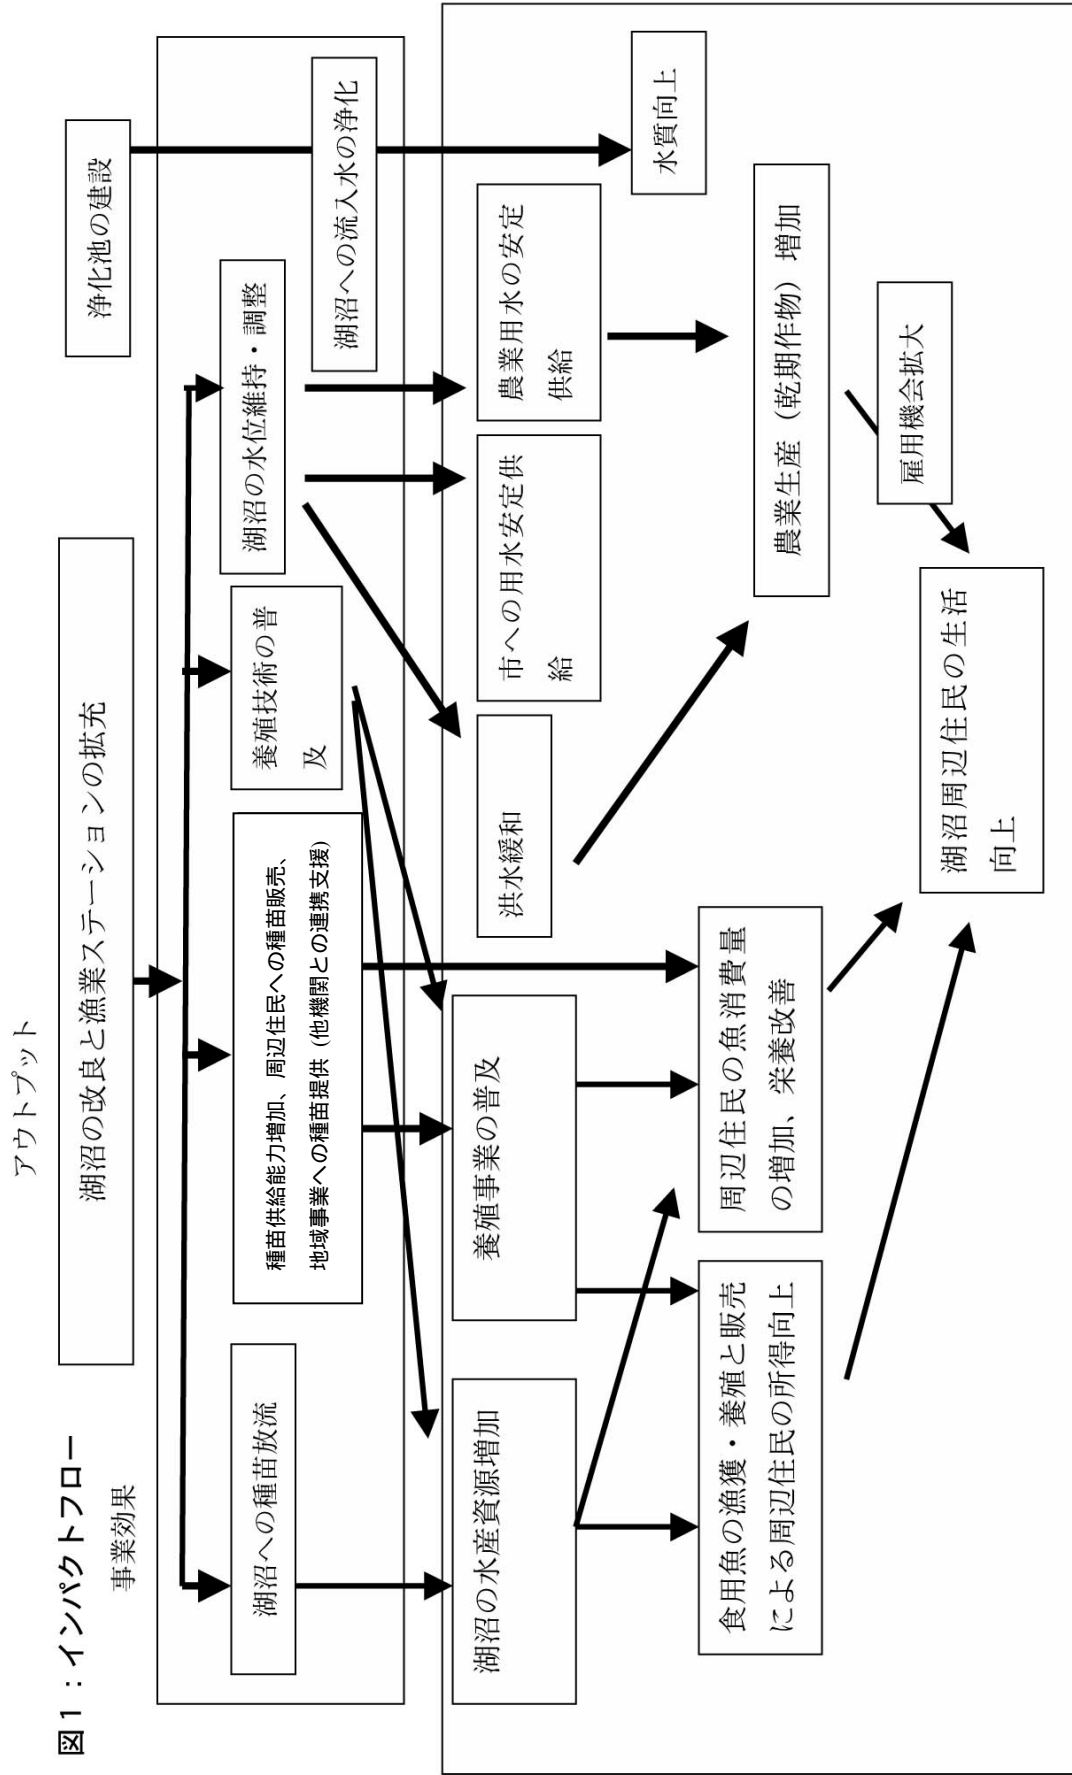 図1：インパクトフロー
アウトプット
事業効果
湖沼の改良と漁業ステーションの拡充
浄化池の建設
湖沼への種苗放流
種苗供給能力増加、周辺住民への種苗販売、
地域事業への種苗提供 (他機関との連携支援)
養殖技術の普
及
湖沼の水位維持・調整
湖沼への流入水の浄化
湖沼の水産資源増加
養殖事業の普及
洪水緩和
市への用水安定供
給
農業用水の安定
供給
水質向上
食用魚の漁獲・養殖と販売
による周辺住民の所得向上
周辺住民の魚消費量
の増加、栄養改善
農業生産（乾期作物）増加
雇用機会拡大
湖沼周辺住民の生活
向上